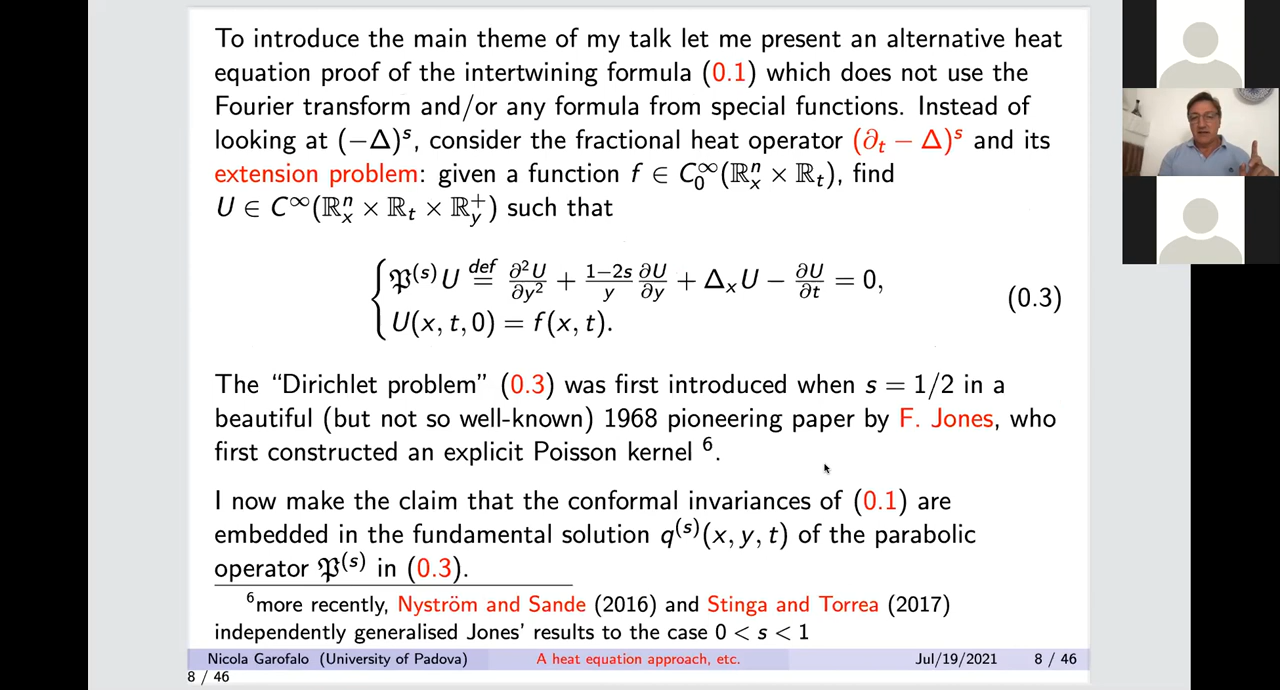 To introduce the main theme of my talk let me present an alternative heat
equation proof of the intertwining formula (0.1) which does not use the
Fourier transform and/or any formula from special functions. Instead of
looking at (−Δ)ˢ, consider the fractional heat operator (∂ₜ − Δ)ˢ and its
extension problem: given a function f ∈ C₀^∞(ℝⁿₓ × ℝₜ), find
U ∈ C^∞(ℝⁿₓ × ℝₜ × ℝ⁺_y) such that
{ 𝔓⁽ˢ⁾U def= ∂²U/∂y² + (1−2s)/y ∂U/∂y + ΔₓU − ∂U/∂t = 0,
U(x, t, 0) = f(x, t).
(0.3)
The “Dirichlet problem” (0.3) was first introduced when s = 1/2 in a
beautiful (but not so well-known) 1968 pioneering paper by F. Jones, who
first constructed an explicit Poisson kernel ⁶.
I now make the claim that the conformal invariances of (0.1) are
embedded in the fundamental solution q⁽ˢ⁾(x, y, t) of the parabolic
operator 𝔓⁽ˢ⁾ in (0.3).
⁶more recently, Nyström and Sande (2016) and Stinga and Torrea (2017)
independently generalised Jones’ results to the case 0 < s < 1
Nicola Garofalo (University of Padova) A heat equation approach, etc. Jul/19/2021 8 / 46
8 / 46